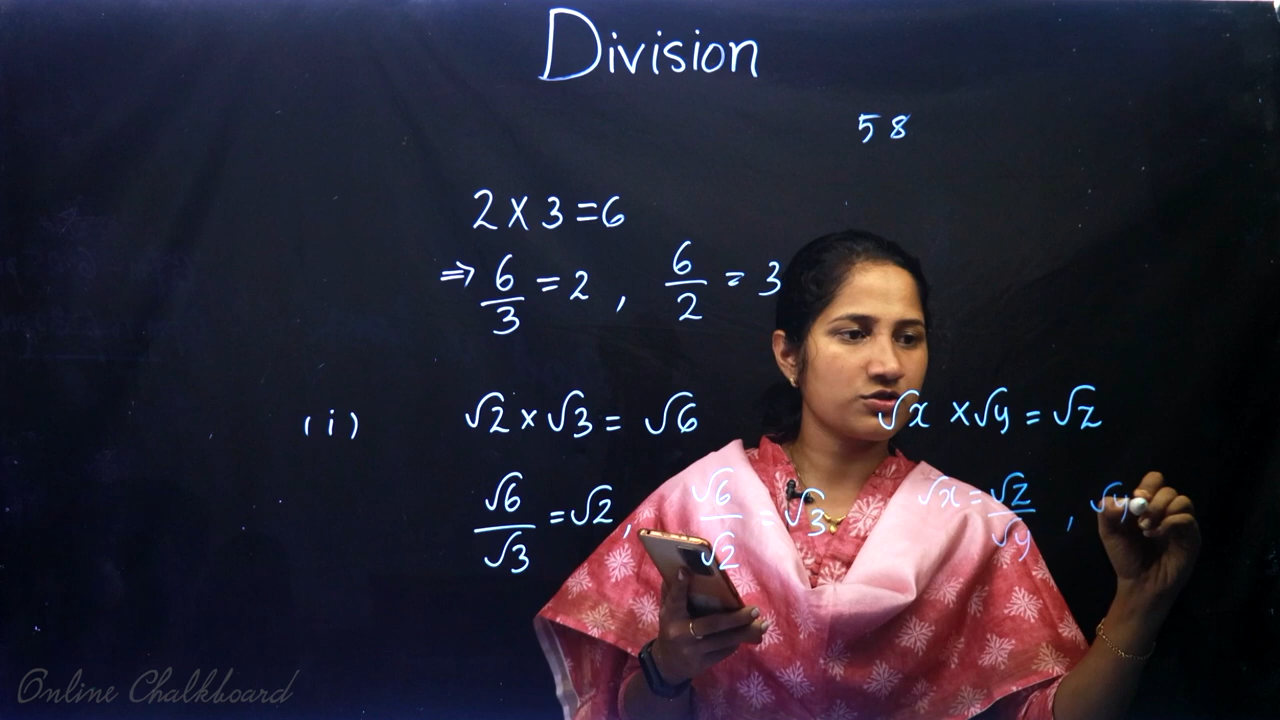 Division
58
2 × 3 = 6
⇒ 6/3 = 2 , 6/2 = 3
(i) √2 × √3 = √6 √x × √y = √z
√6/√3 = √2 , √6/√2 = √3 √x = √z/√y , √y
Online Chalkboard